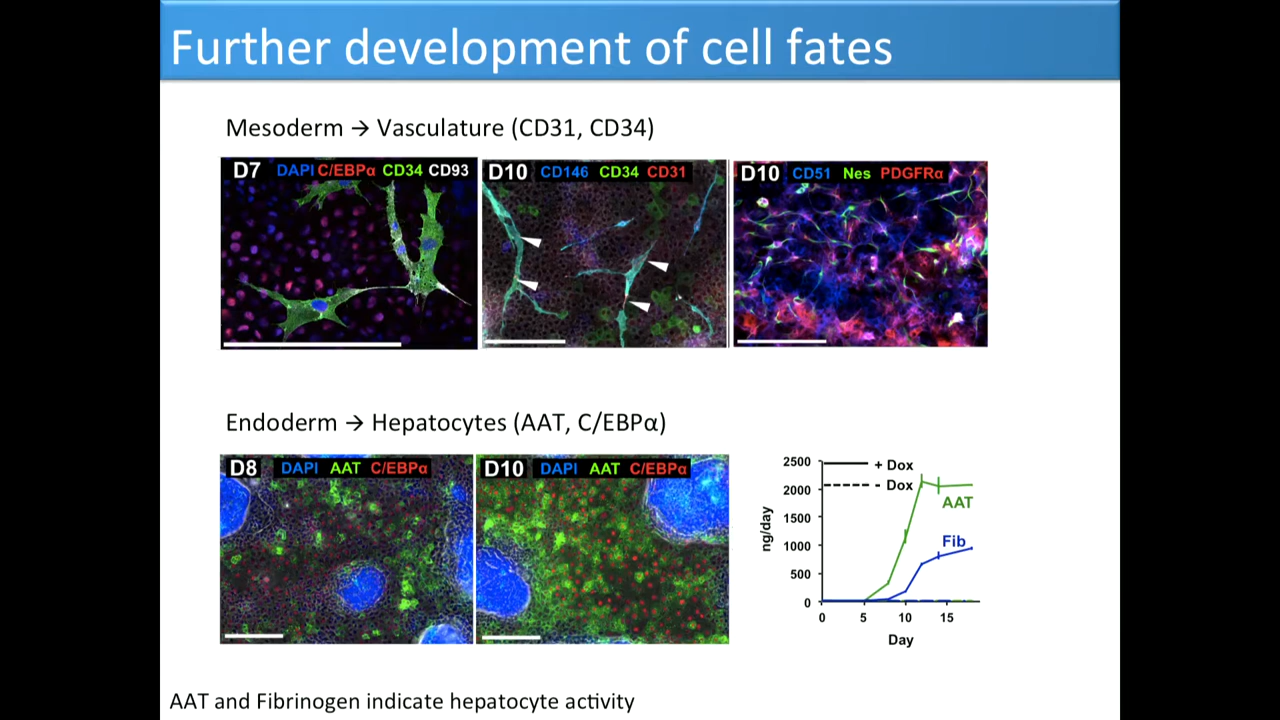 Further development of cell fates
Mesoderm → Vasculature (CD31, CD34)
D7 DAPI C/EBPα CD34 CD93
D10 CD146 CD34 CD31
D10 CD51 Nes PDGFRα
Endoderm → Hepatocytes (AAT, C/EBPα)
D8 DAPI AAT C/EBPα
D10 DAPI AAT C/EBPα
2500
2000
1500
1000
500
0
ng/day
+ Dox
- Dox
AAT
Fib
0 5 10 15
Day
AAT and Fibrinogen indicate hepatocyte activity